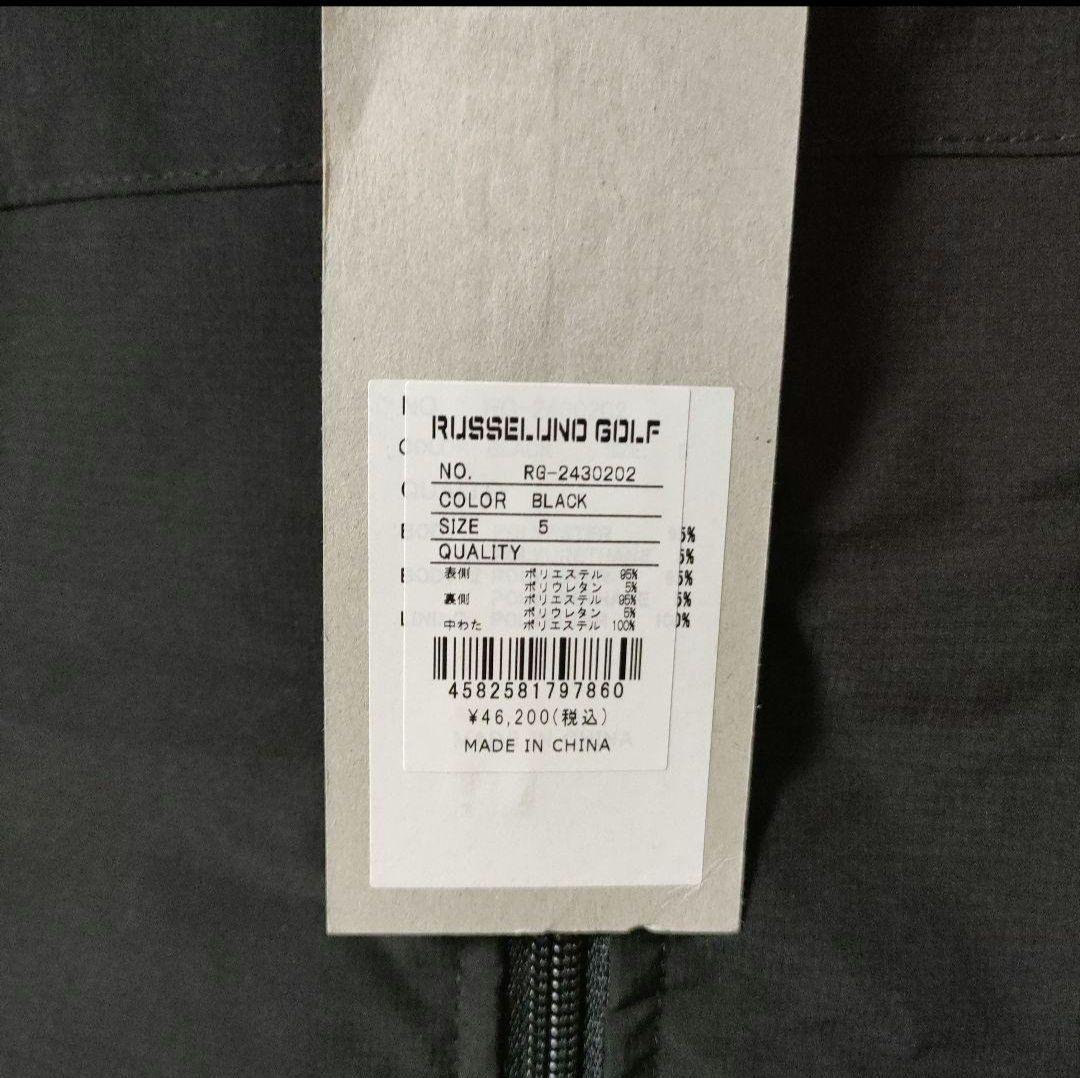 RUSSELUNO GOLF
NO. RG-2430202
COLOR BLACK
SIZE 5
QUALITY
表側 ポリエステル 95%
ポリウレタン 5%
裏側 ポリエステル 95%
ポリウレタン 5%
中わた ポリエステル 100%
4582581797860
¥46,200(税込)
MADE IN CHINA